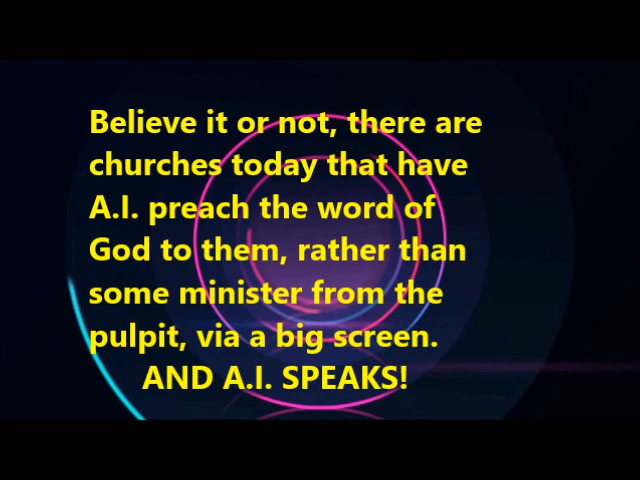 Believe it or not, there are
churches today that have
A.I. preach the word of
God to them, rather than
some minister from the
pulpit, via a big screen.
AND A.I. SPEAKS!